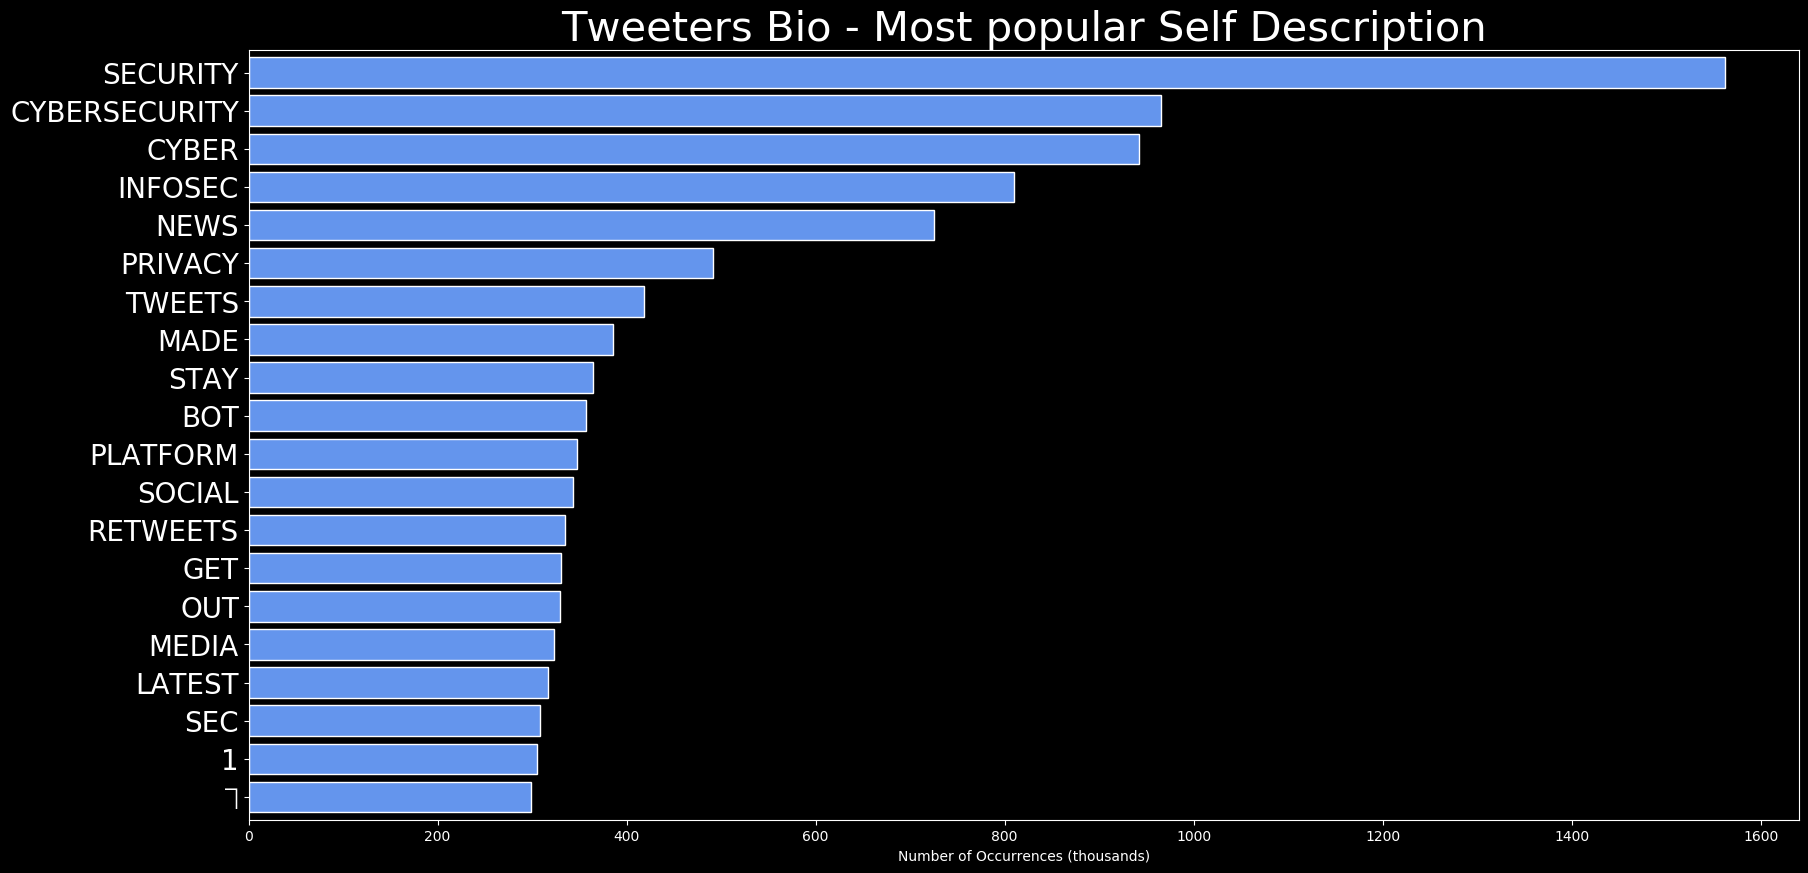 Tweeters Bio - Most popular Self Description
SECURITY
CYBERSECURITY
CYBER
INFOSEC
NEWS
PRIVACY
TWEETS
MADE
STAY
BOT
PLATFORM
SOCIAL
RETWEETS
GET
OUT
MEDIA
LATEST
SEC
1
0 200 400 600 800 1000 1200 1400 1600
Number of Occurrences (thousands)